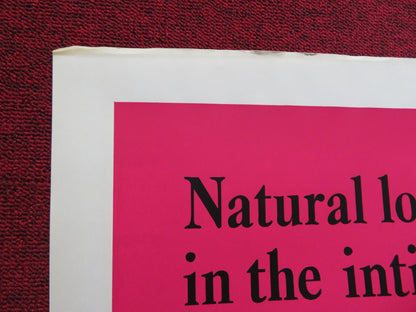 Natural lo
in the inti